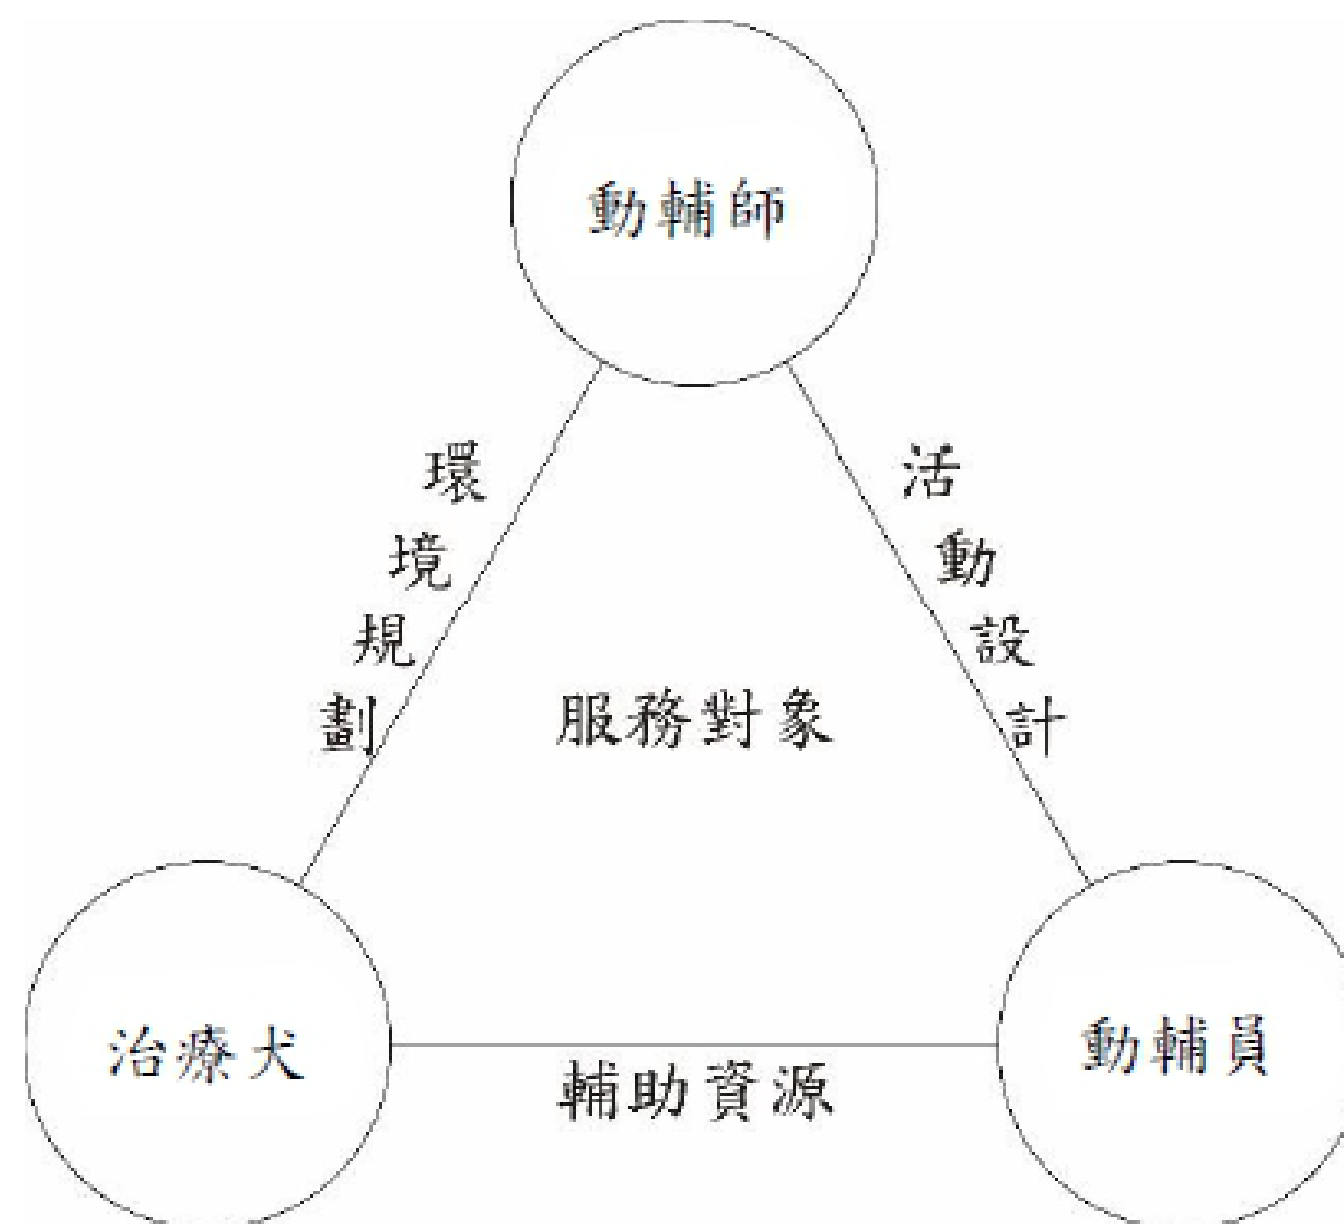 動輔師
環境規劃
活動設計
服務對象
治療犬
輔助資源
動輔員